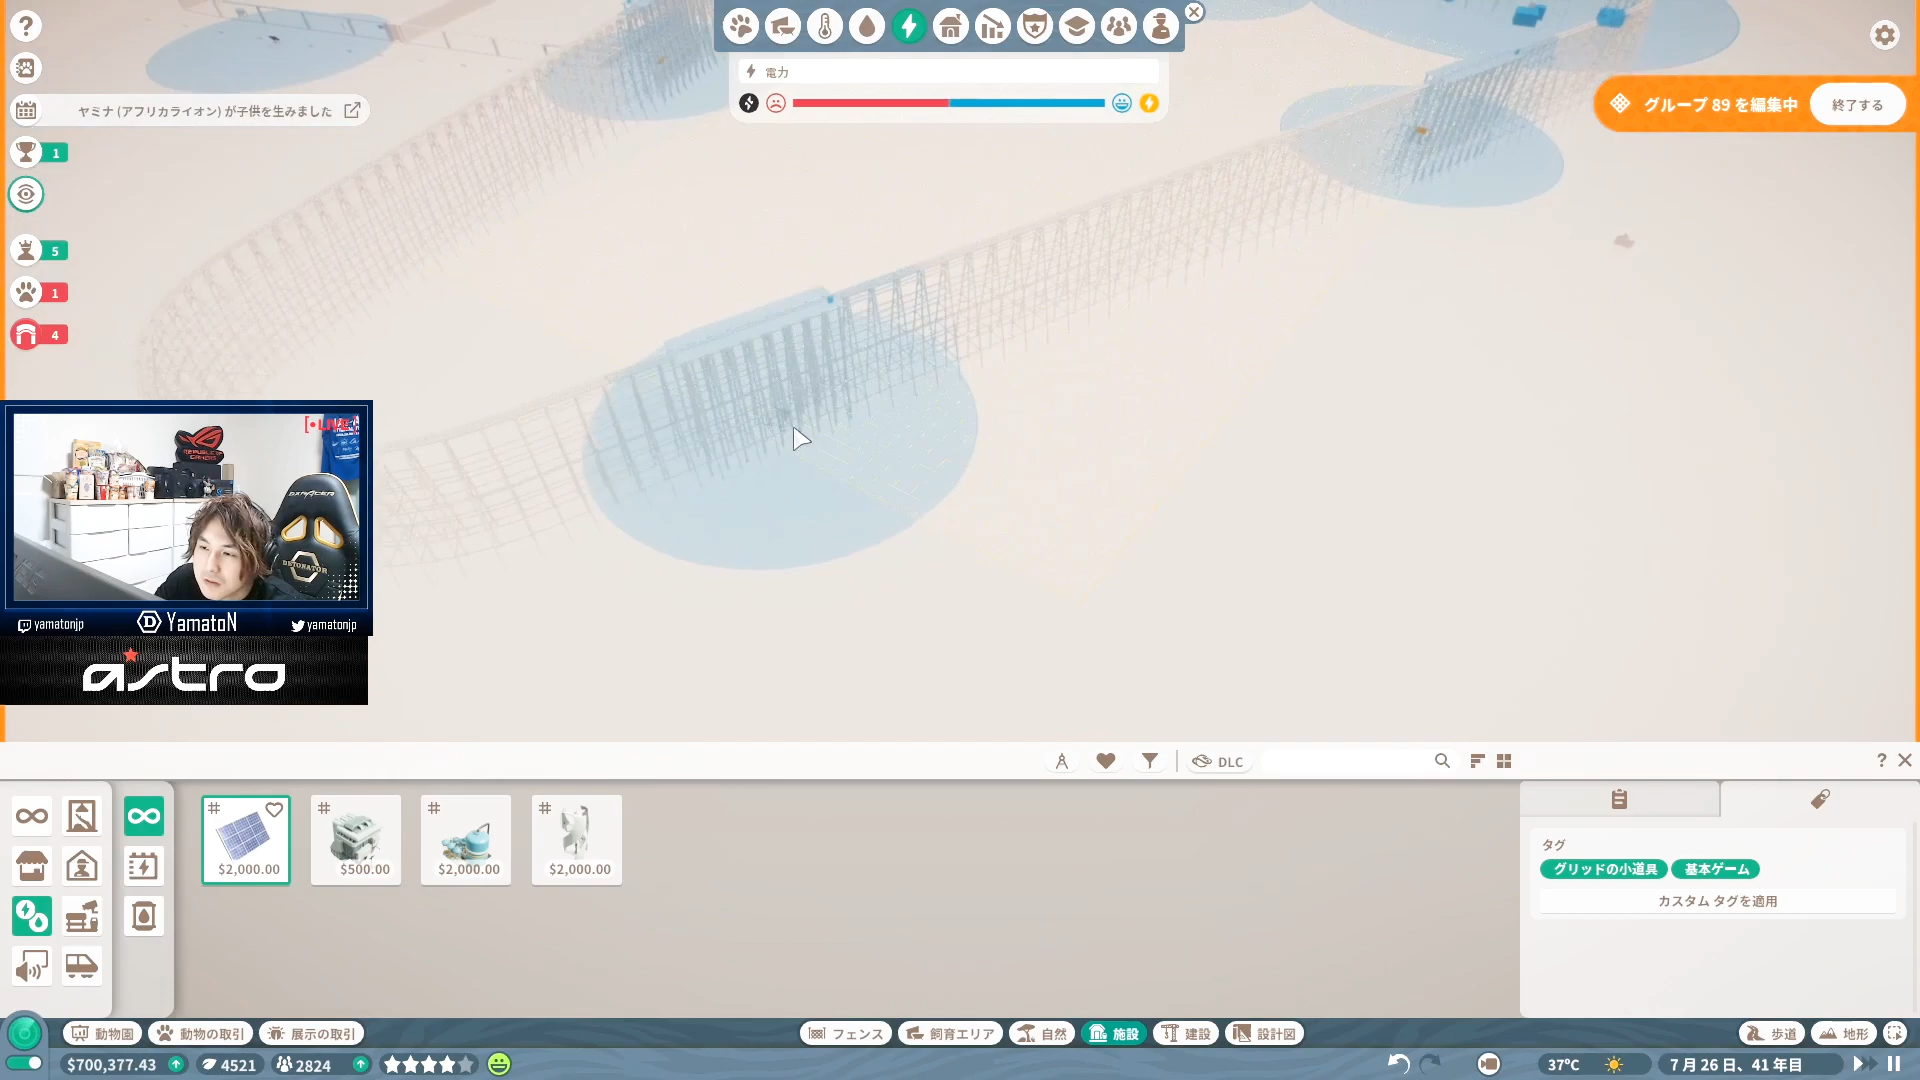 電力
ヤミナ (アフリカライオン) が子供を生みました
グループ 89 を編集中
終了する
1
5
1
4
[•LIVE]
REPUBLIC OF GAMERS
DXRACER
DETONATOR
yamatonjp
YamatoN
yamatonjp
astro
DLC
$2,000.00
$500.00
$2,000.00
$2,000.00
タグ
グリッドの小道具
基本ゲーム
カスタム タグを適用
動物園
動物の取引
展示の取引
フェンス
飼育エリア
自然
施設
建設
設計図
歩道
地形
$700,377.43
4521
2824
37°C
7 月 26 日、41 年目